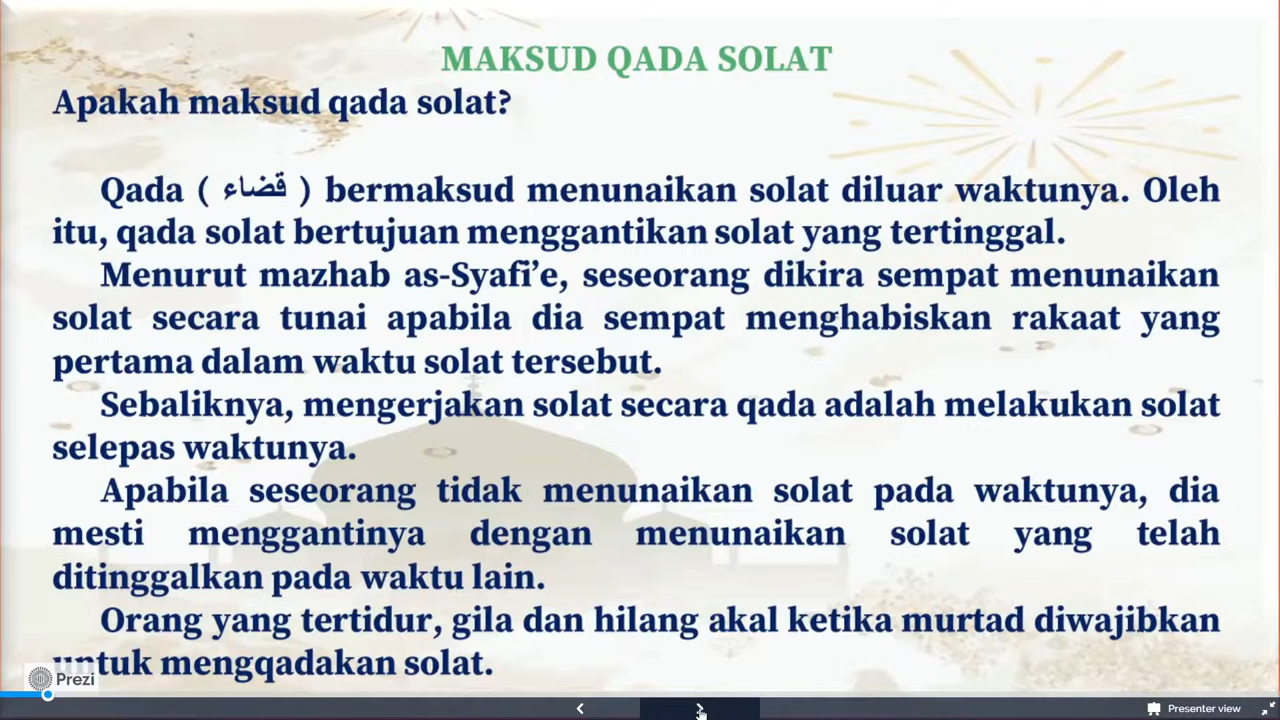 MAKSUD QADA SOLAT
Apakah maksud qada solat?
Qada ( قضاء ) bermaksud menunaikan solat diluar waktunya. Oleh
itu, qada solat bertujuan menggantikan solat yang tertinggal.
Menurut mazhab as-Syafi’e, seseorang dikira sempat menunaikan
solat secara tunai apabila dia sempat menghabiskan rakaat yang
pertama dalam waktu solat tersebut.
Sebaliknya, mengerjakan solat secara qada adalah melakukan solat
selepas waktunya.
Apabila seseorang tidak menunaikan solat pada waktunya, dia
mesti menggantinya dengan menunaikan solat yang telah
ditinggalkan pada waktu lain.
Orang yang tertidur, gila dan hilang akal ketika murtad diwajibkan
untuk mengqadakan solat.
Prezi
Presenter view